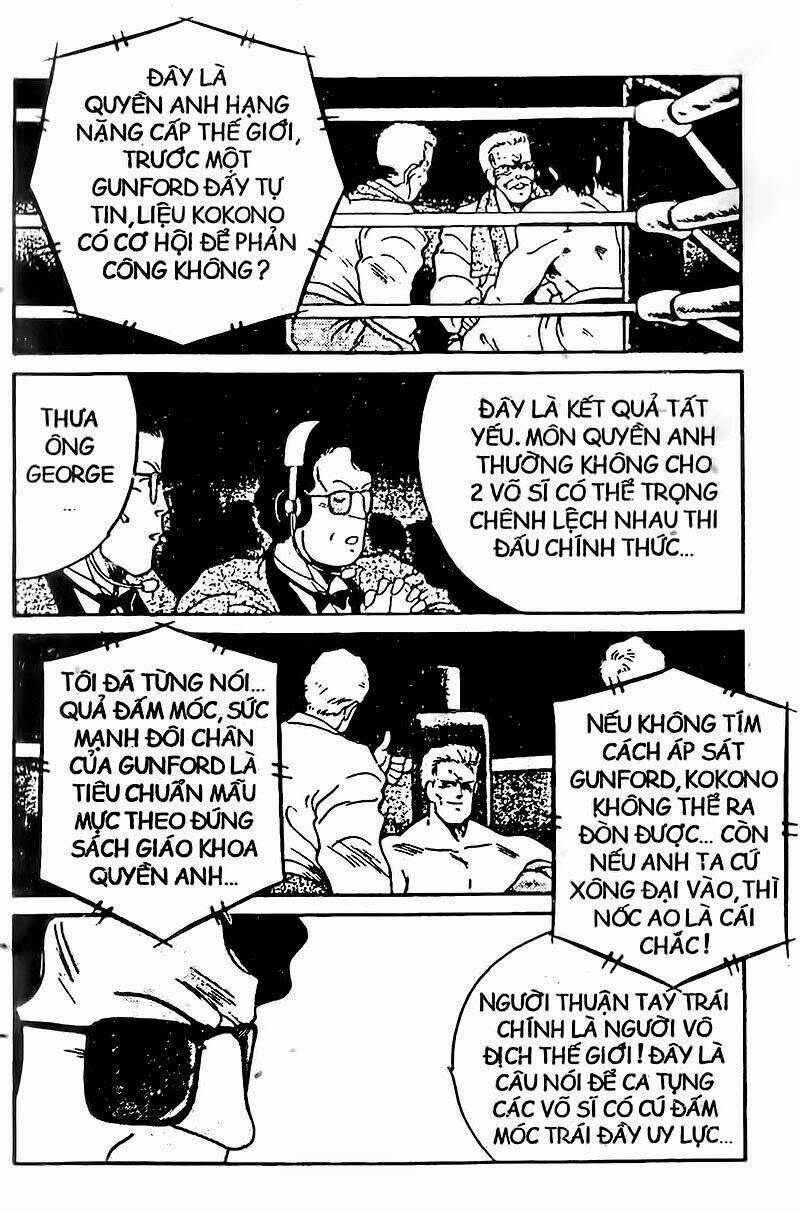 ĐÂY LÀ
QUYỀN ANH HẠNG
NẶNG CẤP THẾ GIỚI,
TRƯỚC MỘT
GUNFORD ĐẦY TỰ
TIN, LIỆU KOKONO
CÓ CƠ HỘI ĐỂ PHẢN
CÔNG KHÔNG?
THƯA
ÔNG
GEORGE
...
ĐÂY LÀ KẾT QUẢ TẤT
YẾU. MÔN QUYỀN ANH
THƯỜNG KHÔNG CHO
2 VÕ SĨ CÓ THỂ TRỌNG
CHÊNH LỆCH NHAU THI
ĐẤU CHÍNH THỨC...
TÔI ĐÃ TỪNG NÓI...
QUẢ ĐẤM MÓC, SỨC
MẠNH ĐÔI CHÂN
CỦA GUNFORD LÀ
TIÊU CHUẨN MẪU
MỰC THEO ĐÚNG
SÁCH GIÁO KHOA
QUYỀN ANH...
NẾU KHÔNG TÌM
CÁCH ÁP SÁT
GUNFORD, KOKONO
KHÔNG THỂ RA
ĐÒN ĐƯỢC... CÒN
NẾU ANH TA CỨ
XÔNG ĐẠI VÀO, THÌ
NỐC AO LÀ CÁI
CHẮC!
NGƯỜI THUẬN TAY TRÁI
CHÍNH LÀ NGƯỜI VÔ
ĐỊCH THẾ GIỚI! ĐÂY LÀ
CÂU NÓI ĐỂ CA TỤNG
CÁC VÕ SĨ CÓ CÚ ĐẤM
MÓC TRÁI ĐẦY UY LỰC...